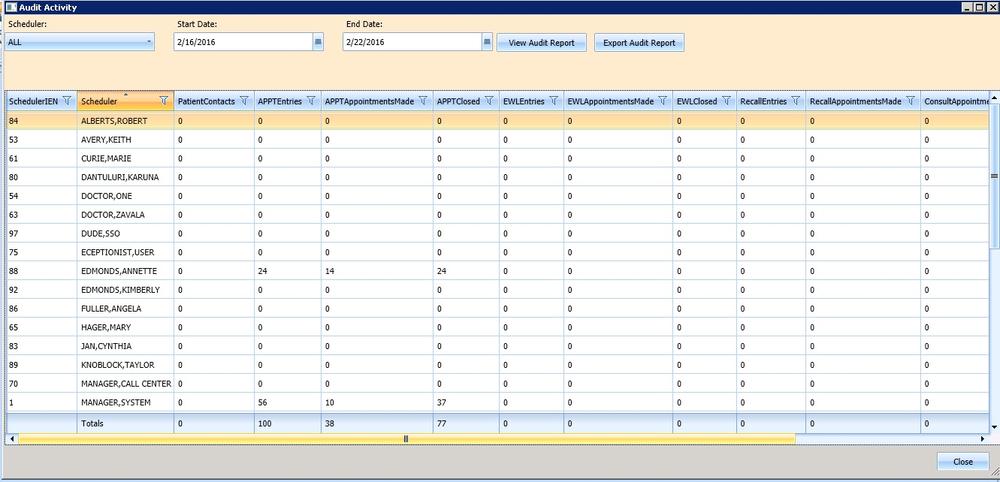 Audit Activity
Scheduler: Start Date: End Date:
ALL 2/16/2016 2/22/2016 View Audit Report Export Audit Report
SchedulerIEN Scheduler PatientContacts APPTEntries APPTAppointmentsMade APPTClosed EWLEntries EWLAppointmentsMade EWLClosed RecallEntries RecallAppointmentsMade ConsultAppointme
84 ALBERTS,ROBERT 0 0 0 0 0 0 0 0 0 0
53 AVERY,KEITH 0 0 0 0 0 0 0 0 0 0
61 CURIE,MARIE 0 0 0 0 0 0 0 0 0 0
80 DANTULURI,KARUNA 0 0 0 0 0 0 0 0 0 0
54 DOCTOR,ONE 0 0 0 0 0 0 0 0 0 0
63 DOCTOR,ZAVALA 0 0 0 0 0 0 0 0 0 0
97 DUDE,SSO 0 0 0 0 0 0 0 0 0 0
75 ECEPTIONIST,USER 0 0 0 0 0 0 0 0 0 0
88 EDMONDS,ANNETTE 0 24 14 24 0 0 0 0 0 0
92 EDMONDS,KIMBERLY 0 0 0 0 0 0 0 0 0 0
86 FULLER,ANGELA 0 0 0 0 0 0 0 0 0 0
65 HAGER,MARY 0 0 0 0 0 0 0 0 0 0
83 JAN,CYNTHIA 0 0 0 0 0 0 0 0 0 0
89 KNOBLOCK,TAYLOR 0 0 0 0 0 0 0 0 0 0
70 MANAGER,CALL CENTER 0 0 0 0 0 0 0 0 0 0
1 MANAGER,SYSTEM 0 56 10 37 0 0 0 0 0 0
Totals 0 100 38 77 0 0 0 0 0 0
Close